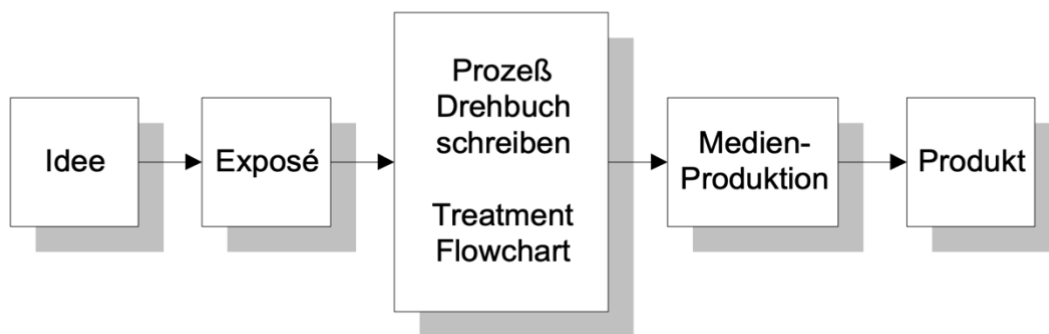 Idee
Exposé
Prozeß
Drehbuch
schreiben
Treatment
Flowchart
Medien-
Produktion
Produkt